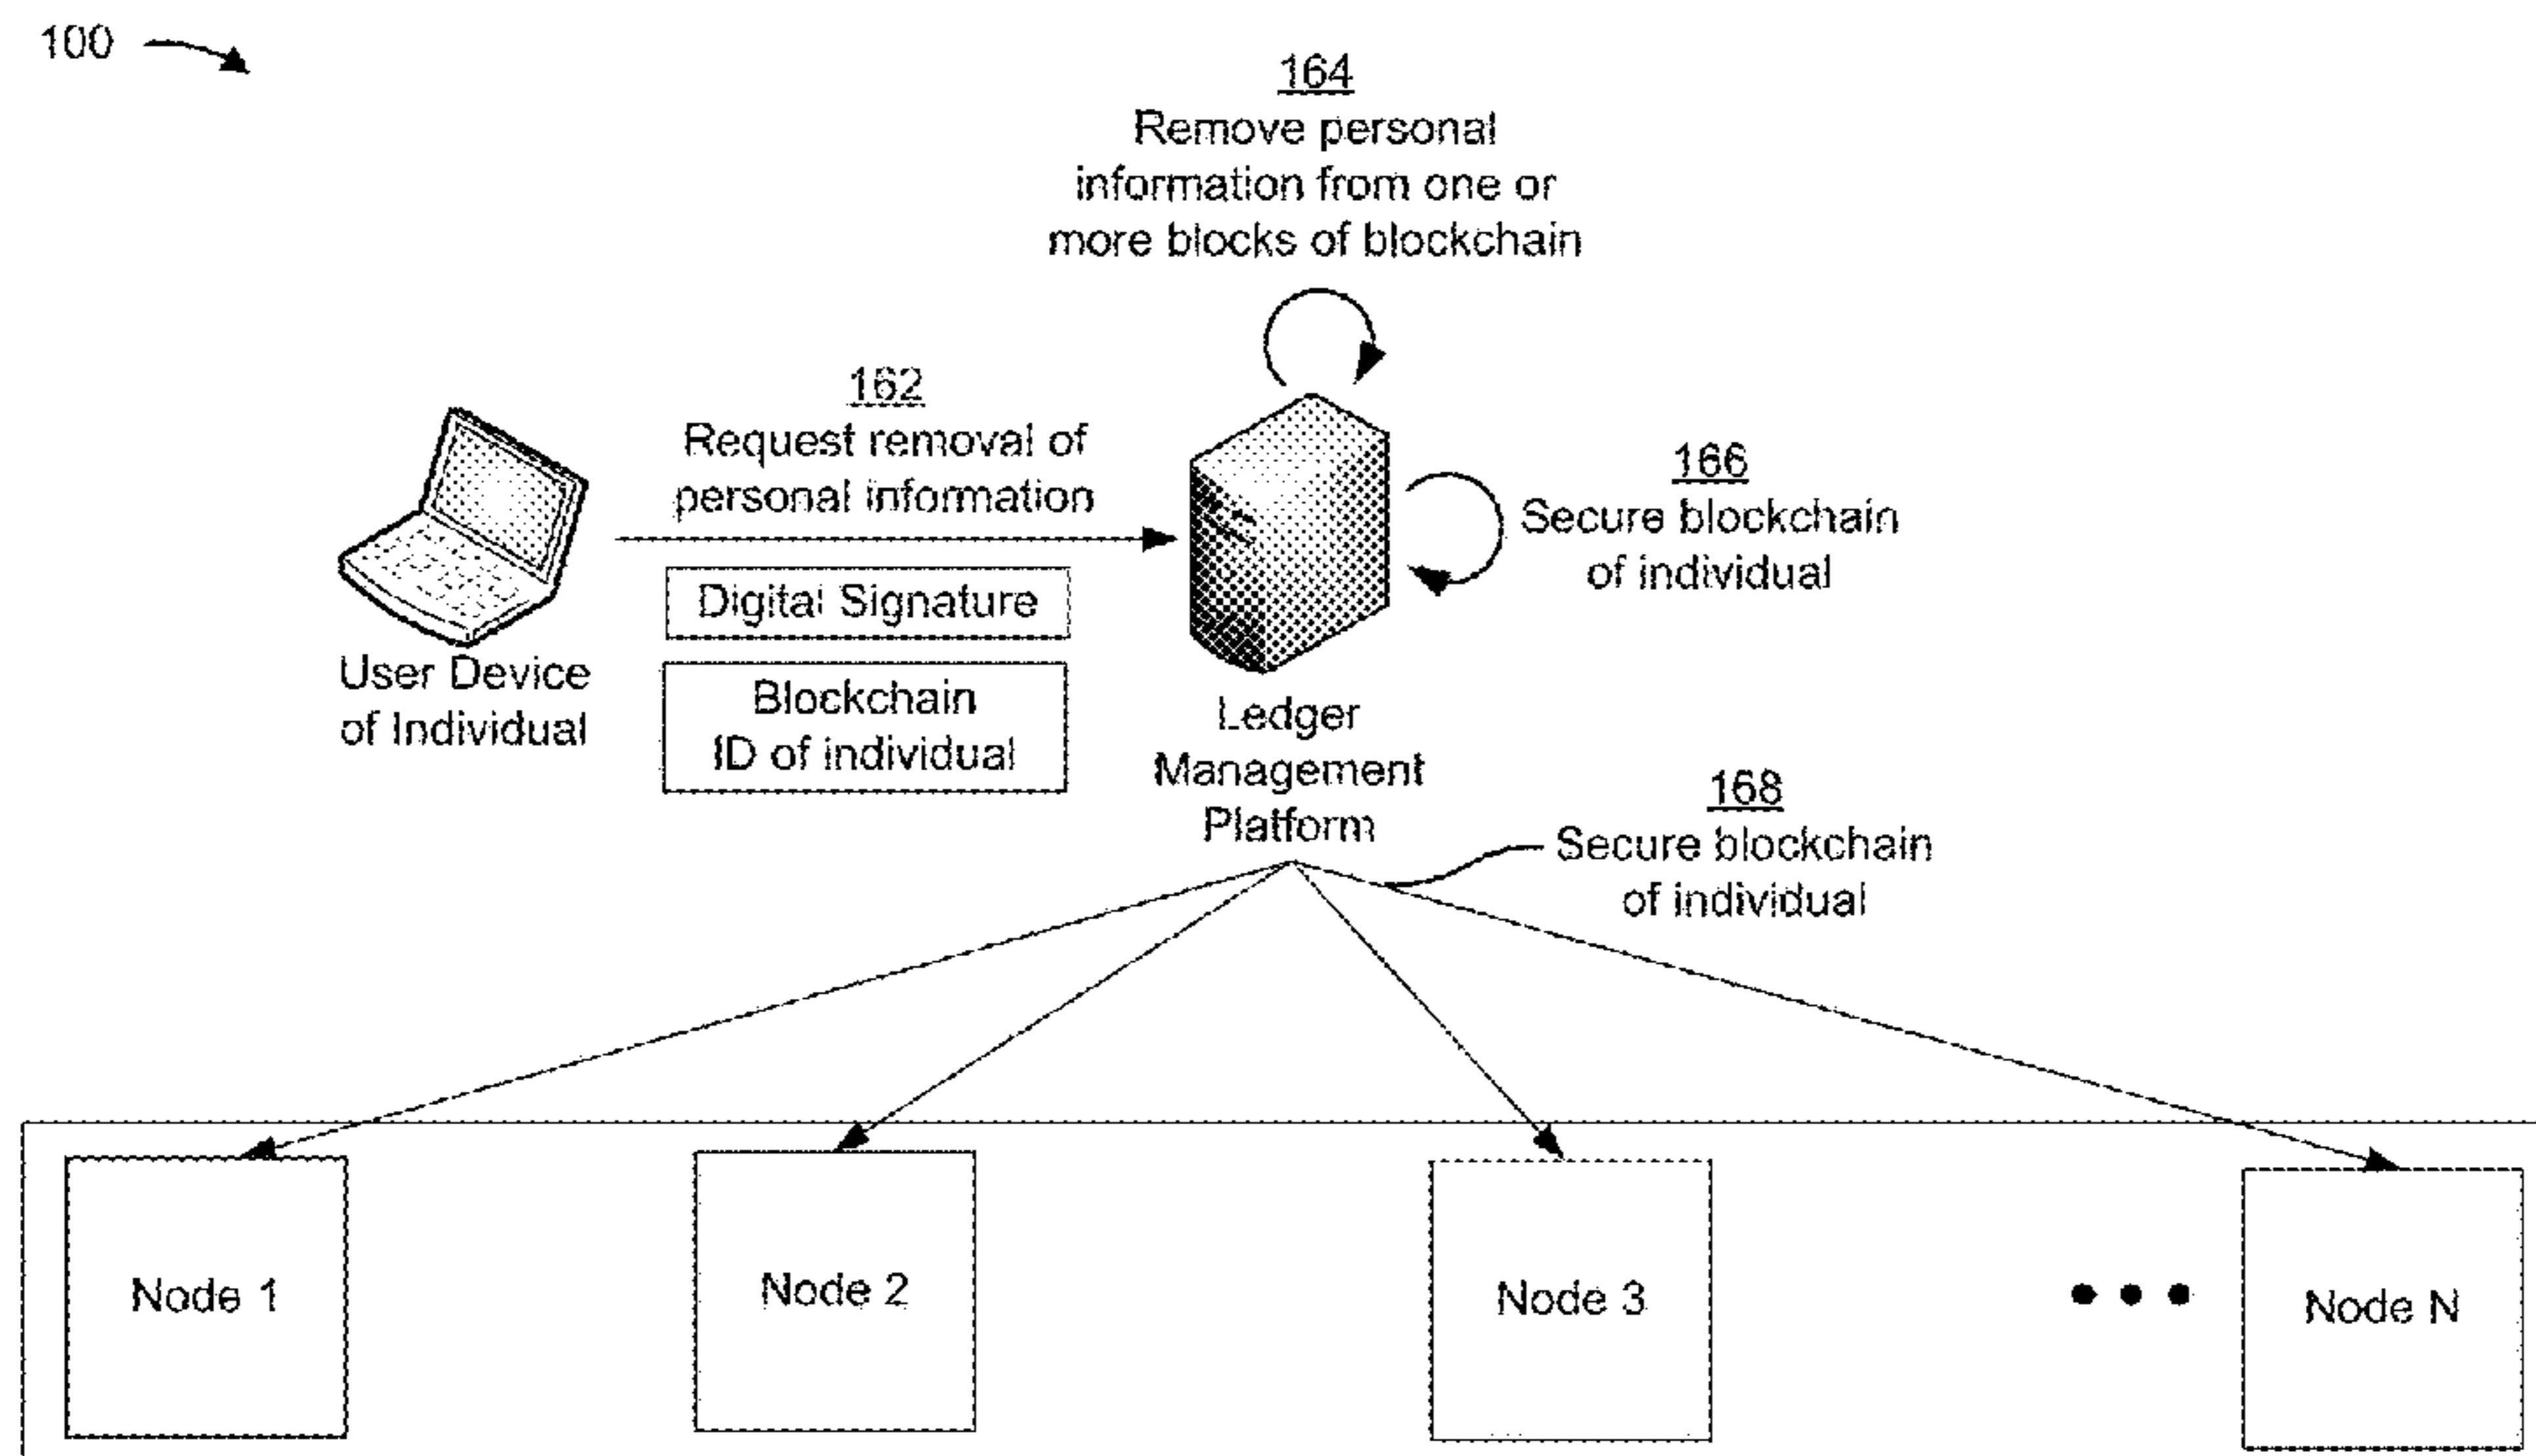 100
164
Remove personal
information from one or
more blocks of blockchain
162
Request removal of
personal information
Digital Signature
Blockchain
ID of individual
User Device
of Individual
166
Secure blockchain
of individual
Ledger
Management
Platform
168
Secure blockchain
of individual
Node 1
Node 2
Node 3
Node N